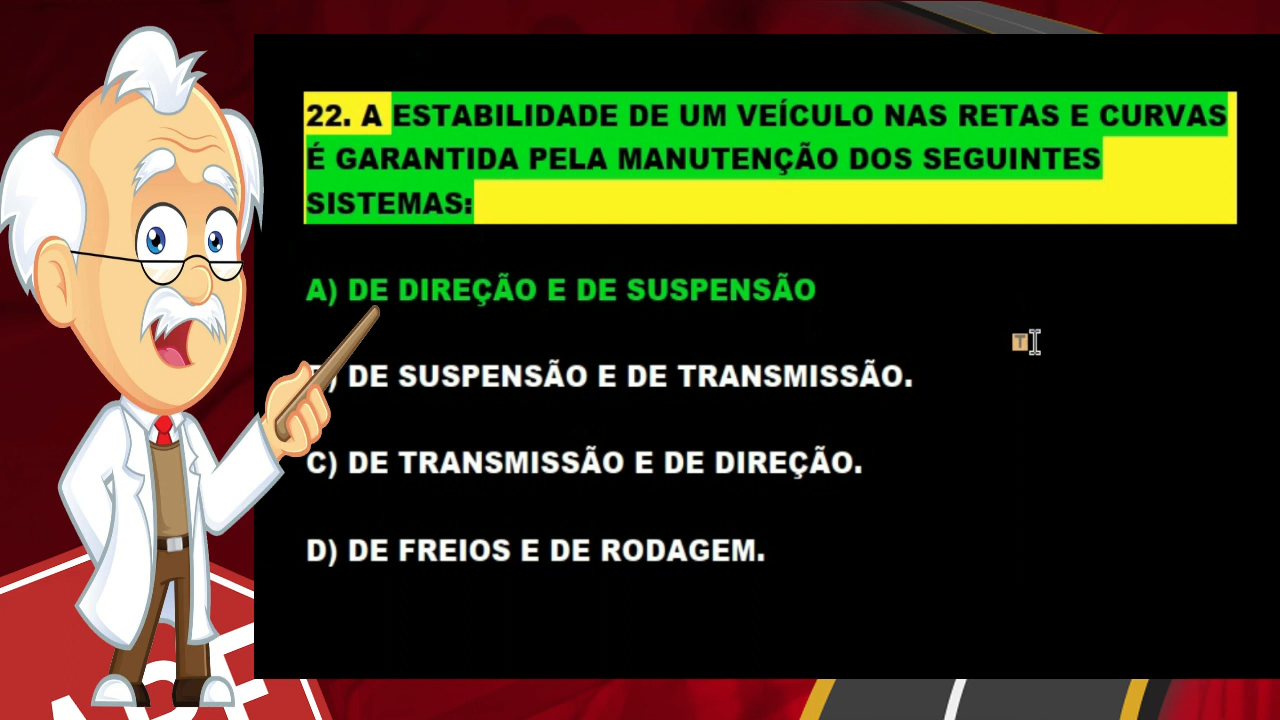 22. A ESTABILIDADE DE UM VEÍCULO NAS RETAS E CURVAS
É GARANTIDA PELA MANUTENÇÃO DOS SEGUINTES
SISTEMAS:
A) DE DIREÇÃO E DE SUSPENSÃO
) DE SUSPENSÃO E DE TRANSMISSÃO.
C) DE TRANSMISSÃO E DE DIREÇÃO.
D) DE FREIOS E DE RODAGEM.